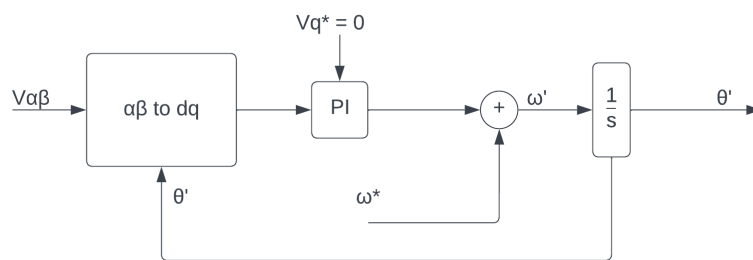 Vq* = 0
Vαβ
αβ to dq
PI
+
ω'
1
s
θ'
θ'
ω*